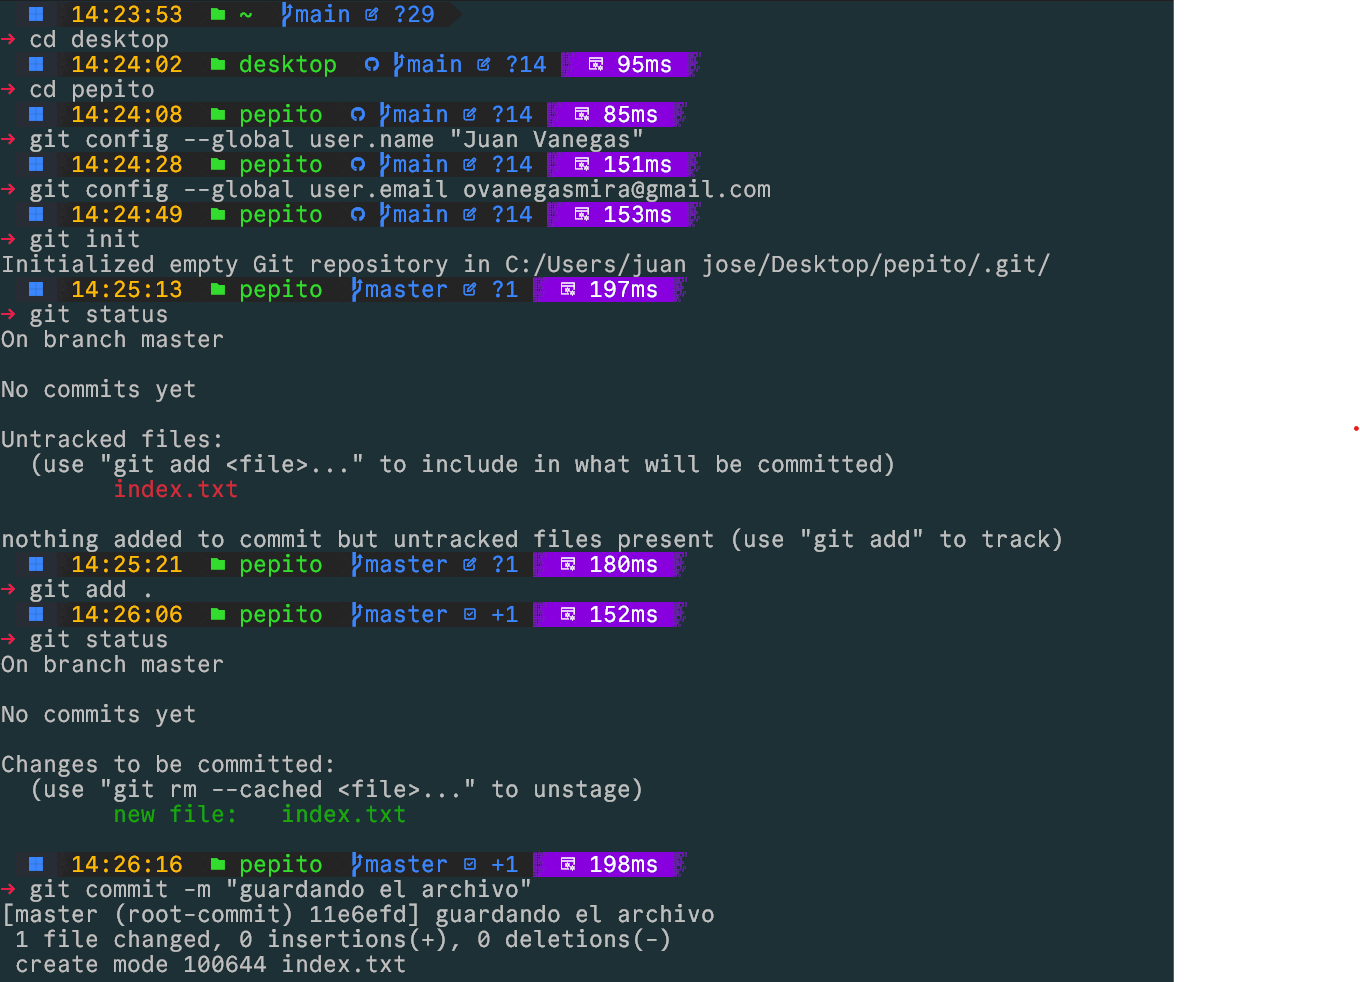 14:23:53 ~ main ?29
→ cd desktop
14:24:02 desktop main ?14 95ms
→ cd pepito
14:24:08 pepito main ?14 85ms
→ git config --global user.name "Juan Vanegas"
14:24:28 pepito main ?14 151ms
→ git config --global user.email ovanegasmira@gmail.com
14:24:49 pepito main ?14 153ms
→ git init
Initialized empty Git repository in C:/Users/juan jose/Desktop/pepito/.git/
14:25:13 pepito master ?1 197ms
→ git status
On branch master
No commits yet
Untracked files:
(use "git add <file>..." to include in what will be committed)
index.txt
nothing added to commit but untracked files present (use "git add" to track)
14:25:21 pepito master ?1 180ms
→ git add .
14:26:06 pepito master +1 152ms
→ git status
On branch master
No commits yet
Changes to be committed:
(use "git rm --cached <file>..." to unstage)
new file: index.txt
14:26:16 pepito master +1 198ms
→ git commit -m "guardando el archivo"
[master (root-commit) 11e6efd] guardando el archivo
1 file changed, 0 insertions(+), 0 deletions(-)
create mode 100644 index.txt